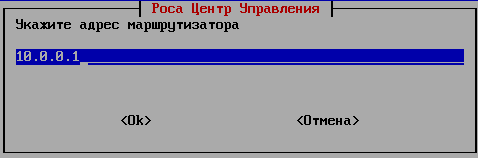 Роса Центр Управления
Укажите адрес маршрутизатора
10.0.0.1
<Ok> <Отмена>